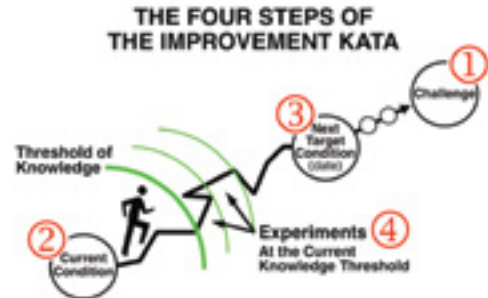 THE FOUR STEPS OF
THE IMPROVEMENT KATA
1
Challenge
3
Next
Target
Condition
(date)
Threshold of
Knowledge
2
Current
Condition
Experiments 4
At the Current
Knowledge Threshold